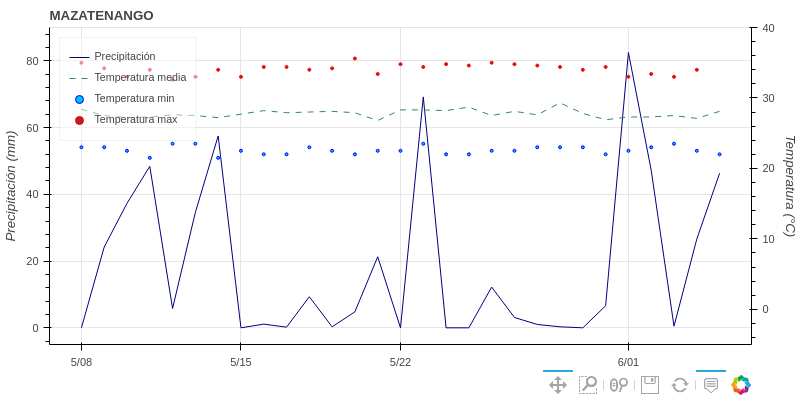 MAZATENANGO
Precipitación
Temperatura media
Temperatura min
Temperatura max
Precipitación (mm)
80
60
40
20
0
Temperatura (°C)
40
30
20
10
0
5/08
5/15
5/22
6/01